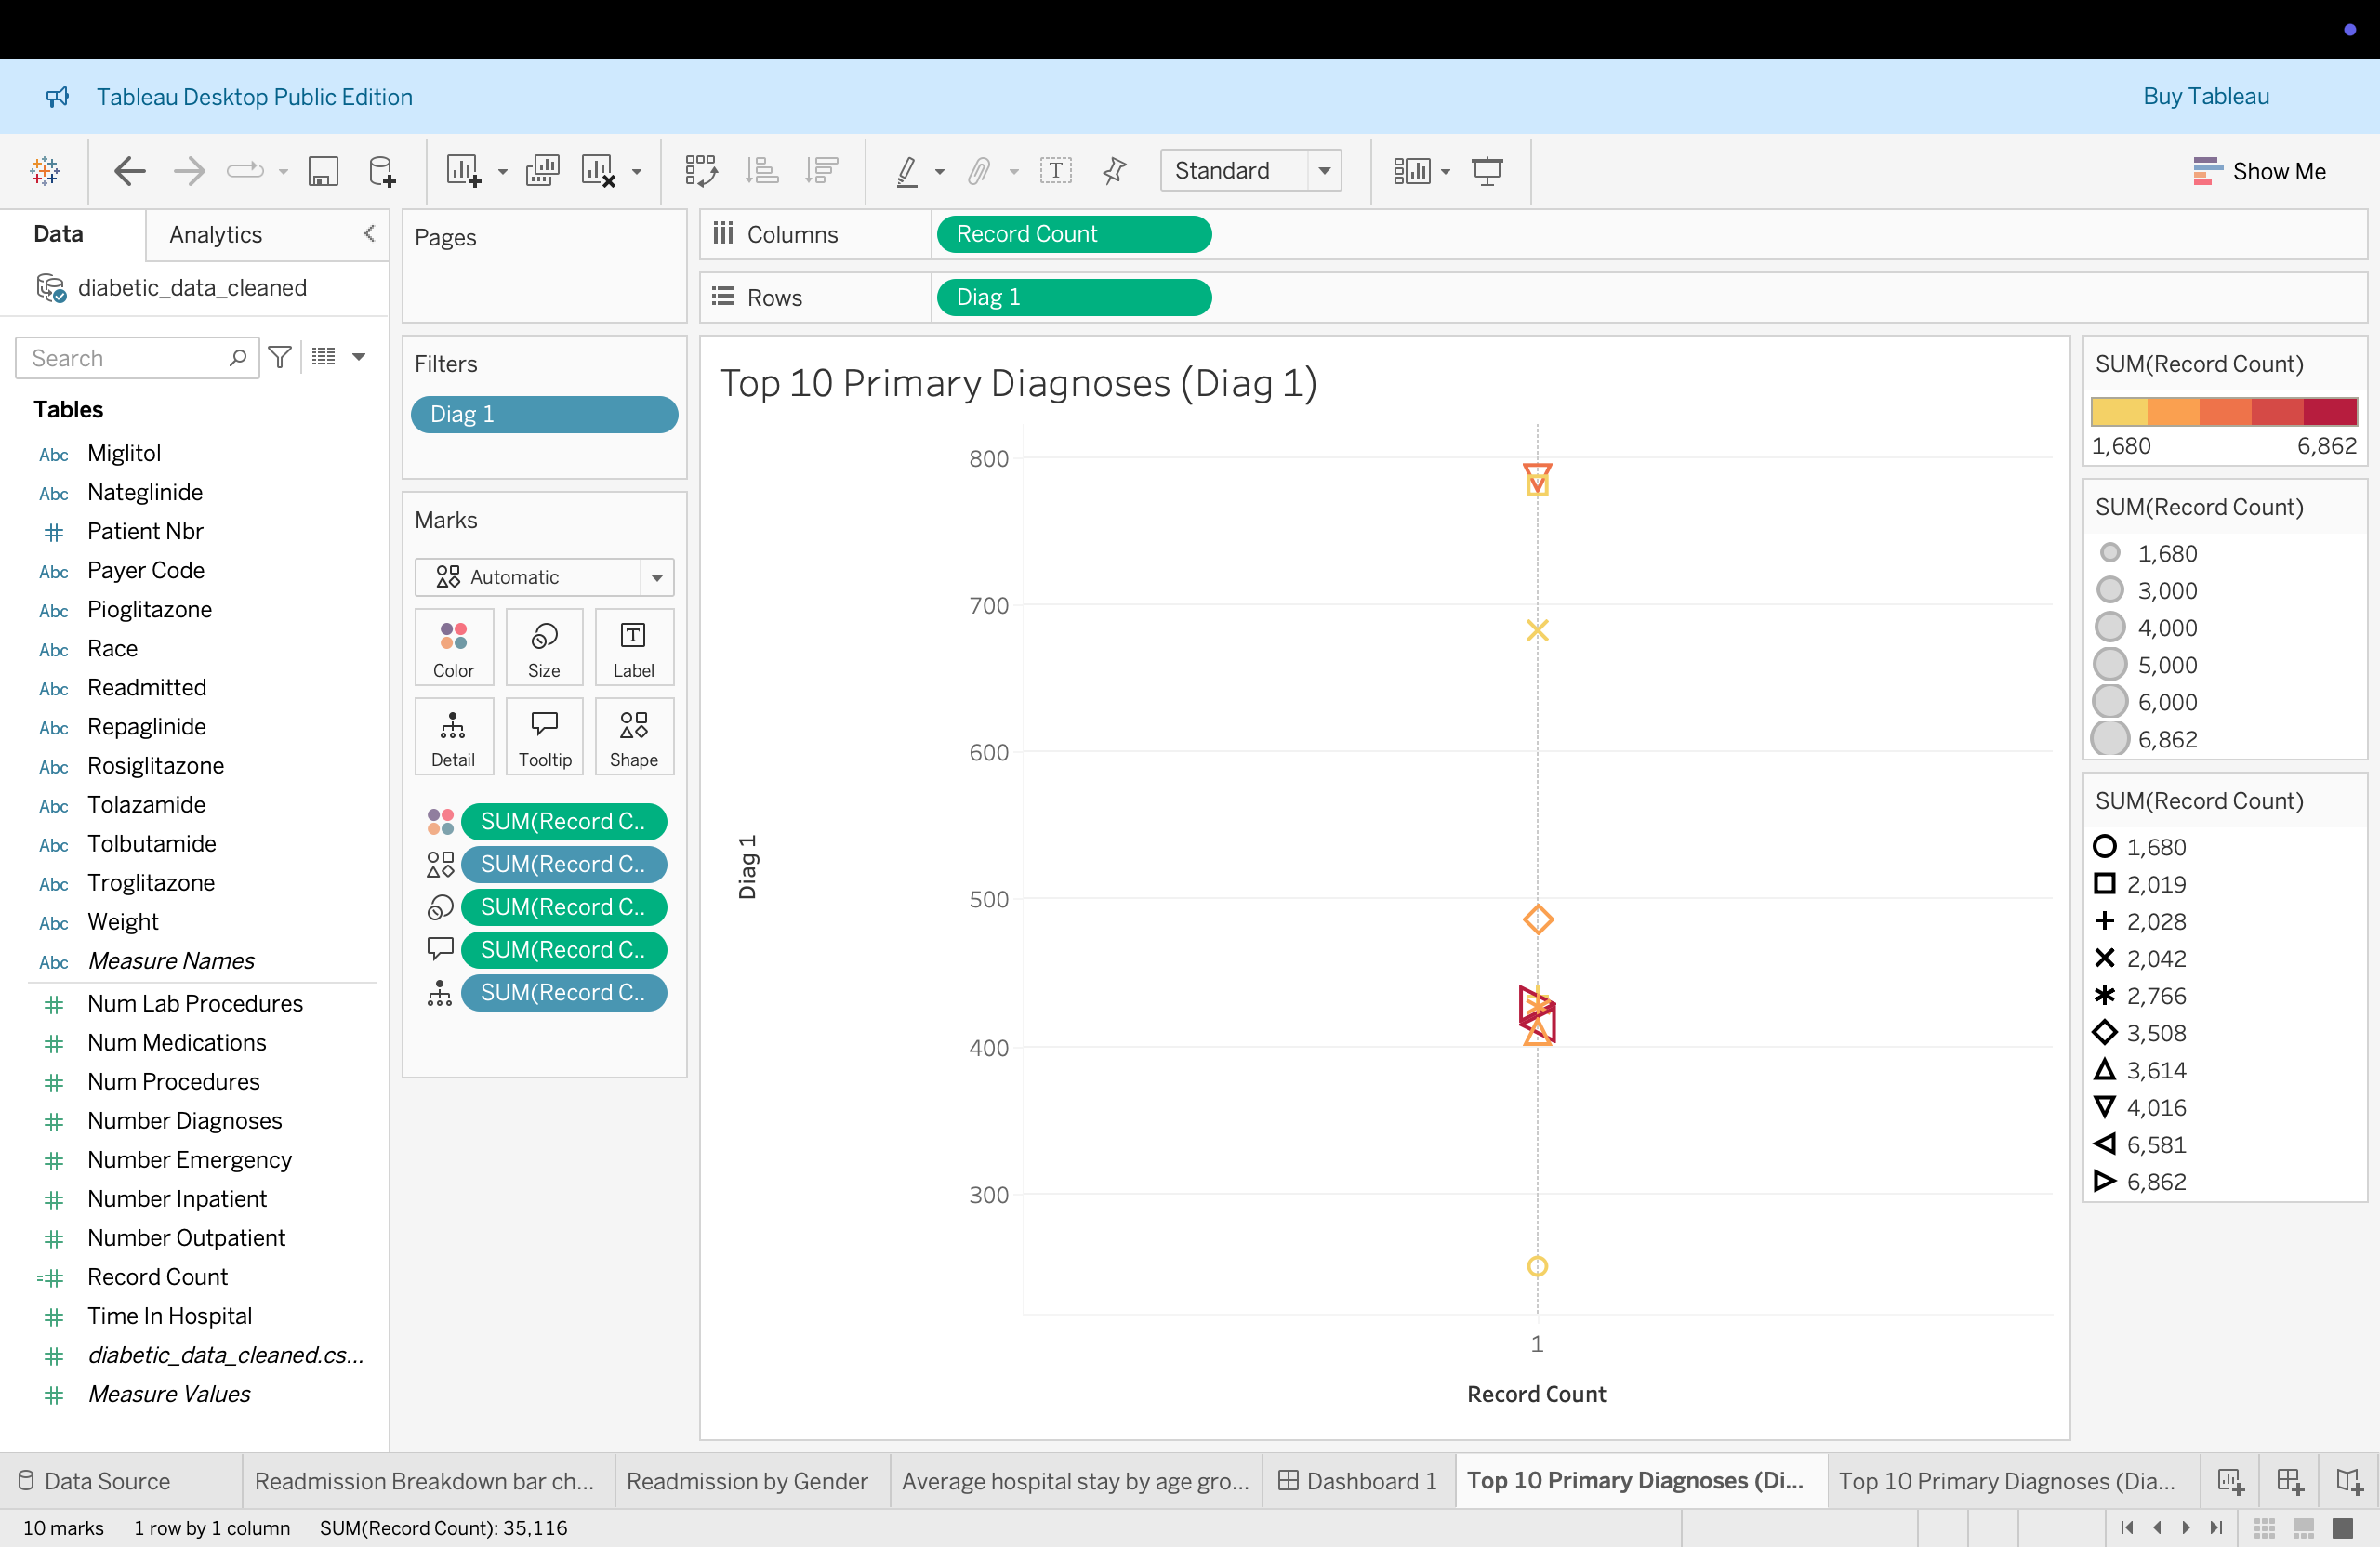 Tableau Desktop Public Edition
Buy Tableau
Standard
Show Me
Data
Analytics
diabetic_data_cleaned
Search
Tables
Abc Miglitol
Abc Nateglinide
Patient Nbr
Abc Payer Code
Abc Pioglitazone
Abc Race
Abc Readmitted
Abc Repaglinide
Abc Rosiglitazone
Abc Tolazamide
Abc Tolbutamide
Abc Troglitazone
Abc Weight
Abc Measure Names
Num Lab Procedures
Num Medications
Num Procedures
Number Diagnoses
Number Emergency
Number Inpatient
Number Outpatient
Record Count
Time In Hospital
diabetic_data_cleaned.cs...
Measure Values
Pages
Filters
Diag 1
Marks
Automatic
Color
Size
Label
Detail
Tooltip
Shape
SUM(Record C..
SUM(Record C..
SUM(Record C..
SUM(Record C..
SUM(Record C..
Columns
Record Count
Rows
Diag 1
Top 10 Primary Diagnoses (Diag 1)
800
700
600
500
400
300
Diag 1
1
Record Count
SUM(Record Count)
1,680 6,862
SUM(Record Count)
1,680
3,000
4,000
5,000
6,000
6,862
SUM(Record Count)
1,680
2,019
2,028
2,042
2,766
3,508
3,614
4,016
6,581
6,862
Data Source
Readmission Breakdown bar ch...
Readmission by Gender
Average hospital stay by age gro...
Dashboard 1
Top 10 Primary Diagnoses (Di...
Top 10 Primary Diagnoses (Dia...
10 marks
1 row by 1 column
SUM(Record Count): 35,116